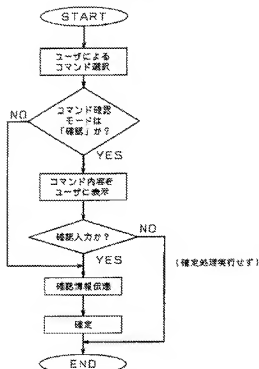 START
ユーザによる
コマンド選択
コマンド確認
モードは
「確認」か?
NO
YES
コマンド内容を
ユーザに表示
確認入力か?
NO
YES
(確定処理実行せず)
確認情報伝達
確定
END